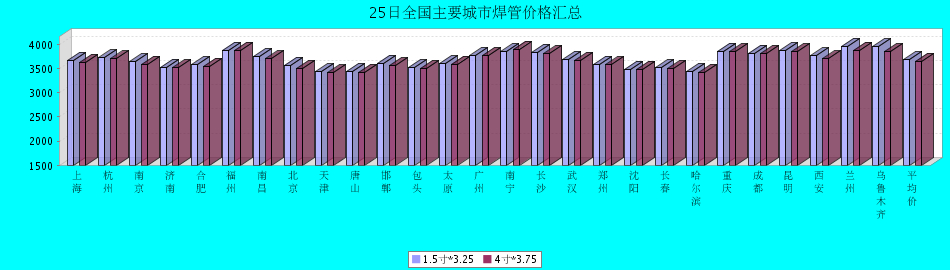 25日全国主要城市焊管价格汇总
4000
3500
3000
2500
2000
1500
上海
杭州
南京
济南
合肥
福州
南昌
北京
天津
唐山
邯郸
包头
太原
广州
南宁
长沙
武汉
郑州
沈阳
长春
哈尔滨
重庆
成都
昆明
西安
兰州
乌鲁木齐
平均价
1.5寸*3.25
4寸*3.75